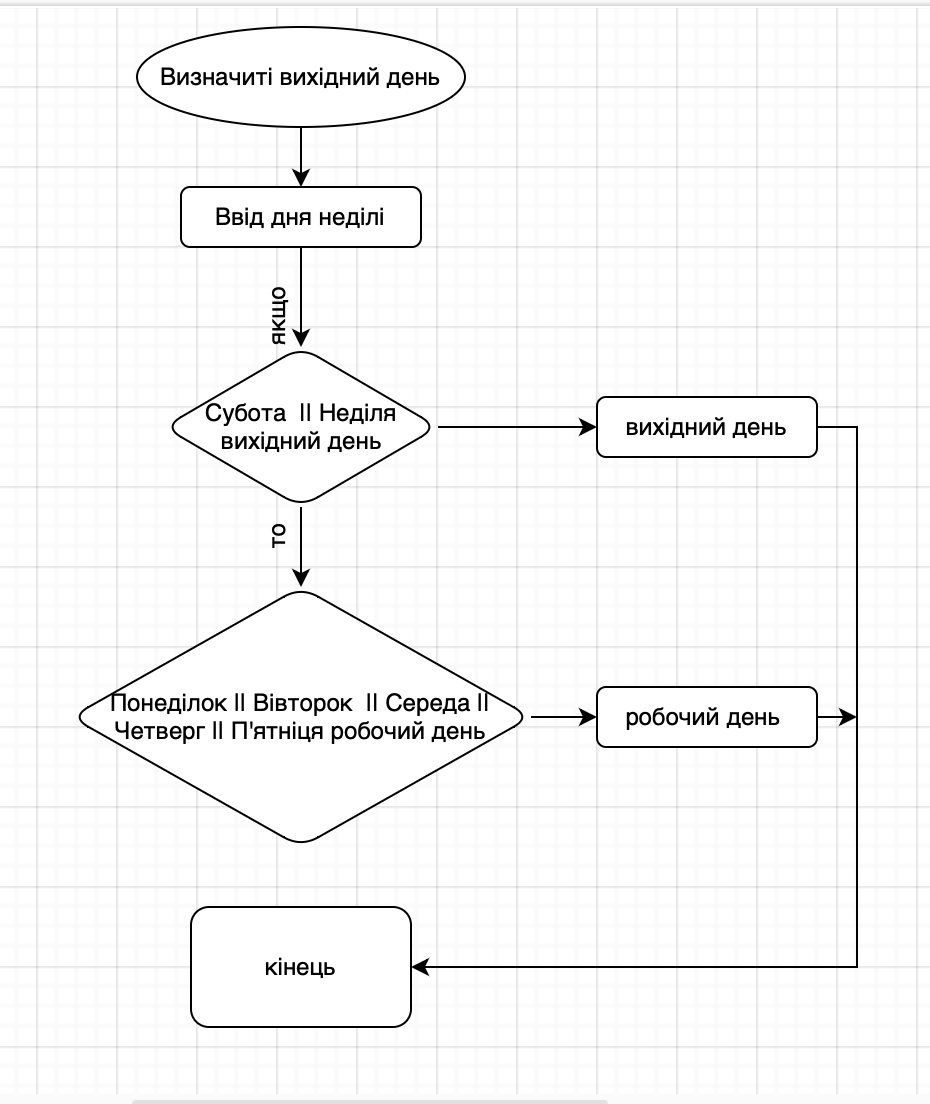 Визначиті вихідний день
Ввід дня неділі
якщо
Субота || Неділя
вихідний день
вихідний день
то
Понеділок || Вівторок || Середа ||
Четверг || П'ятніця робочий день
робочий день
кінець